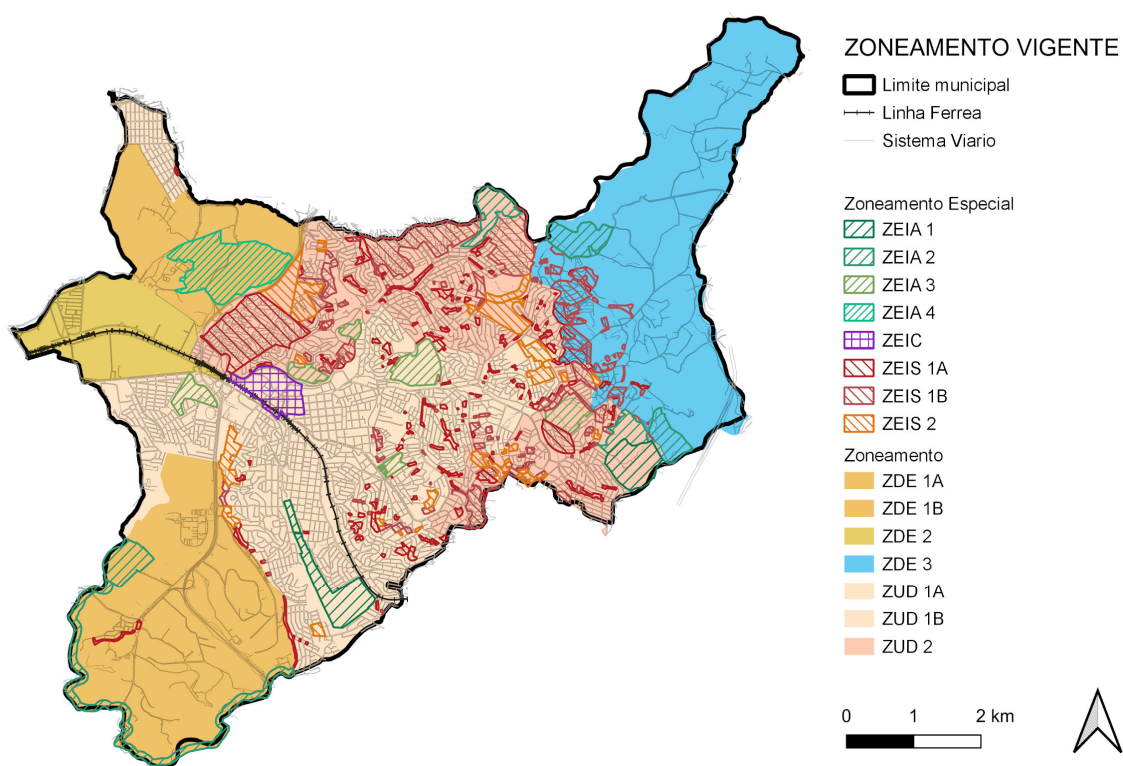 ZONEAMENTO VIGENTE
Limite municipal
Linha Ferrea
Sistema Viario
Zoneamento Especial
ZEIA 1
ZEIA 2
ZEIA 3
ZEIA 4
ZEIC
ZEIS 1A
ZEIS 1B
ZEIS 2
Zoneamento
ZDE 1A
ZDE 1B
ZDE 2
ZDE 3
ZUD 1A
ZUD 1B
ZUD 2
0 1 2 km